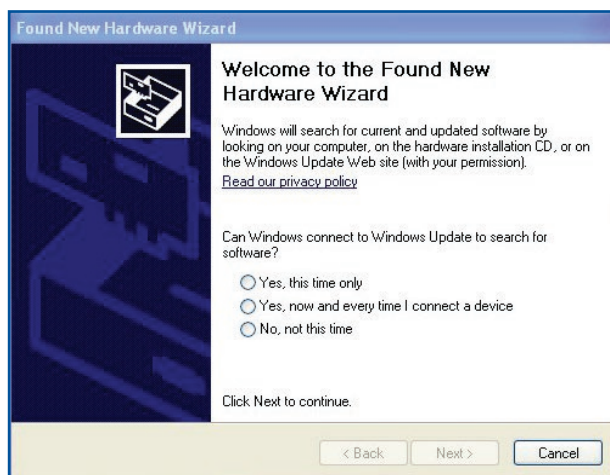 Found New Hardware Wizard
Welcome to the Found New
Hardware Wizard
Windows will search for current and updated software by
looking on your computer, on the hardware installation CD, or on
the Windows Update Web site (with your permission).
Read our privacy policy
Can Windows connect to Windows Update to search for
software?
Yes, this time only
Yes, now and every time I connect a device
No, not this time
Click Next to continue.
< Back
Next >
Cancel